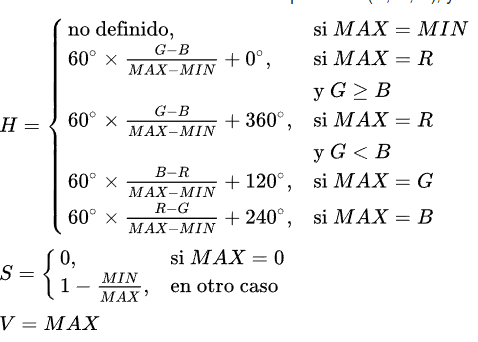 no definido, si MAX = MIN
60° × (G−B)/(MAX−MIN) + 0°, si MAX = R
y G ≥ B
H = { 60° × (G−B)/(MAX−MIN) + 360°, si MAX = R
y G < B
60° × (B−R)/(MAX−MIN) + 120°, si MAX = G
60° × (R−G)/(MAX−MIN) + 240°, si MAX = B
S = { 0, si MAX = 0
1 − MIN/MAX, en otro caso
V = MAX